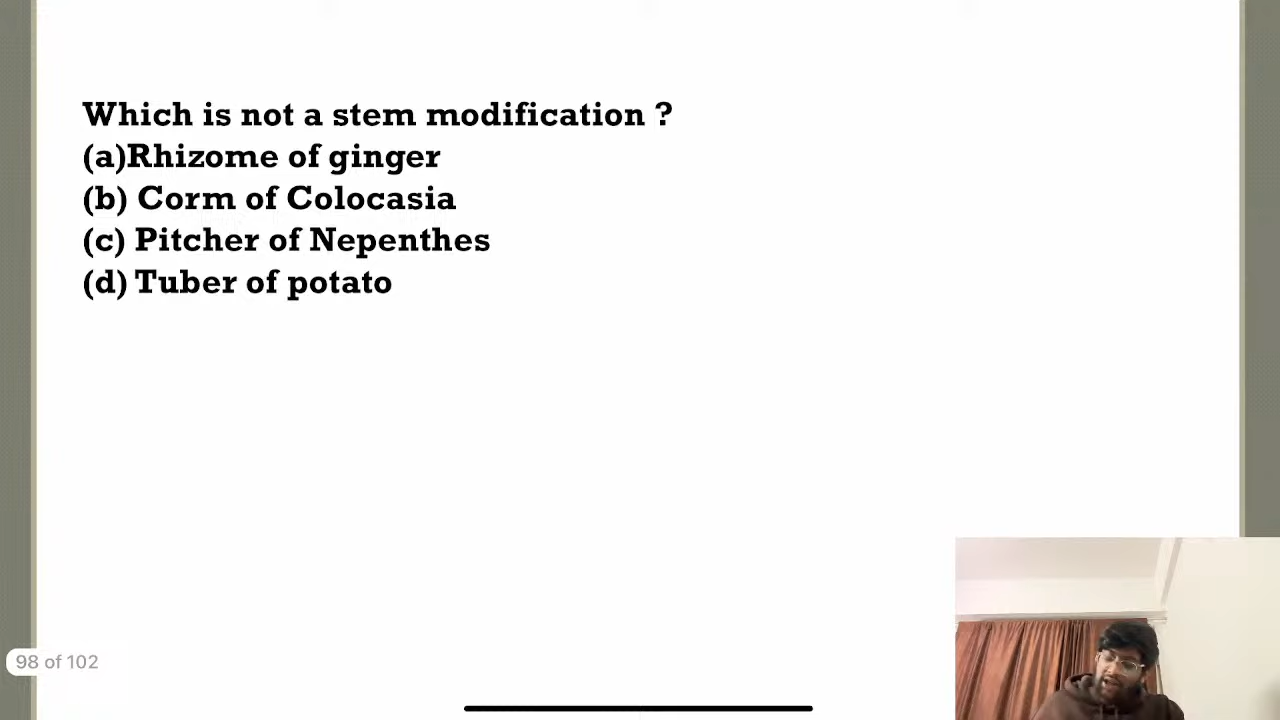 Which is not a stem modification ?
(a)Rhizome of ginger
(b) Corm of Colocasia
(c) Pitcher of Nepenthes
(d) Tuber of potato
98 of 102